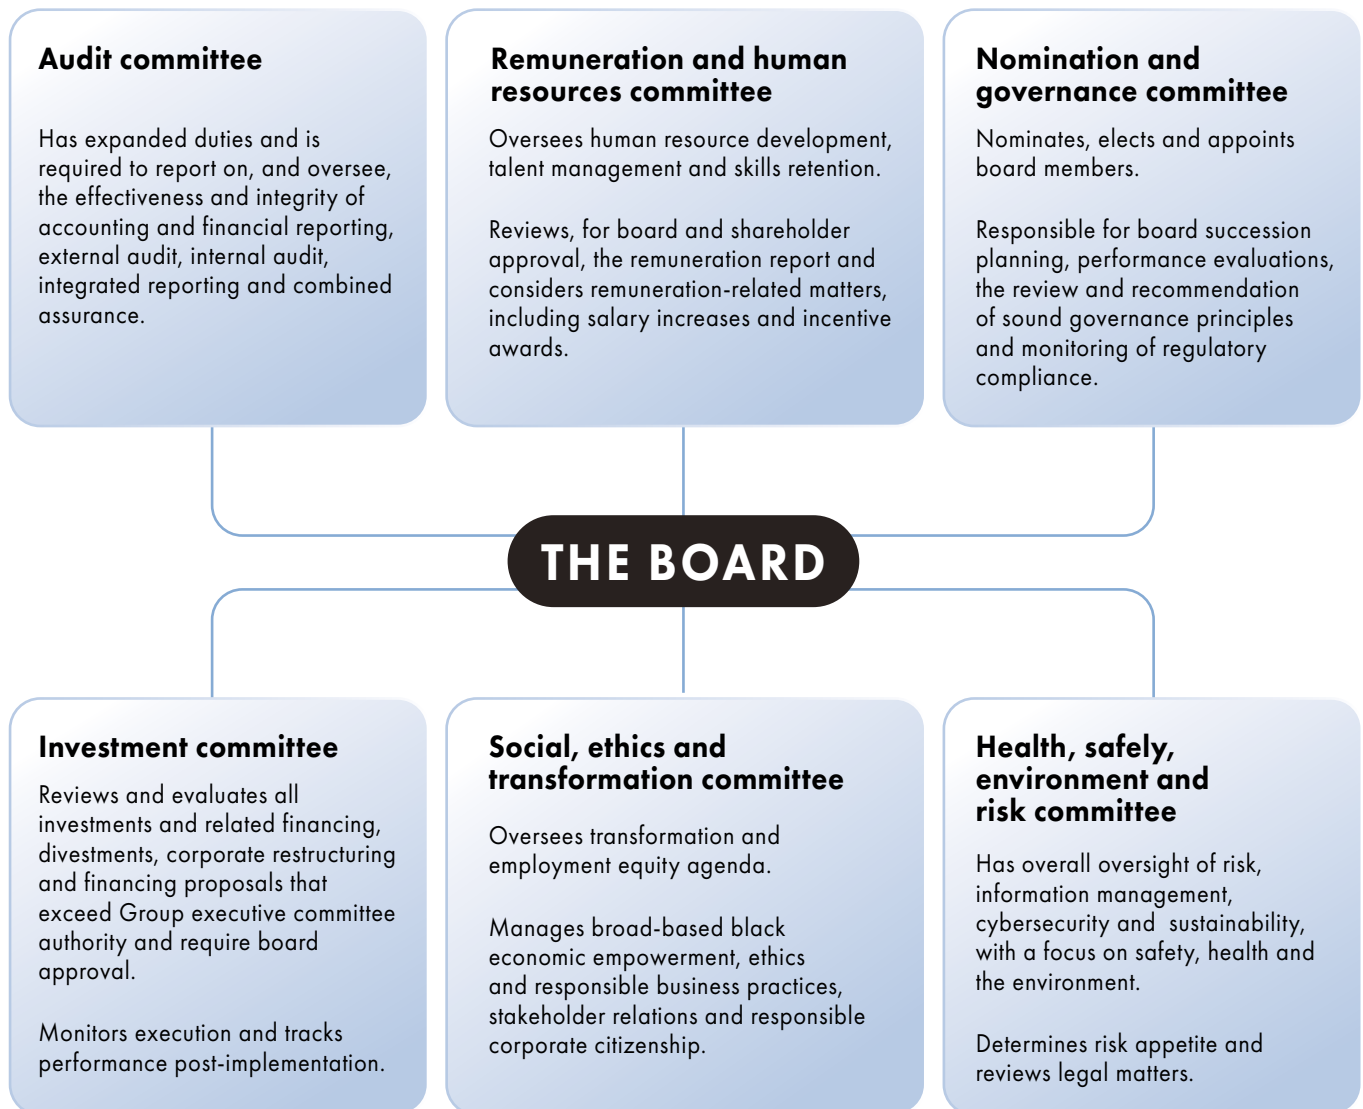 Audit committee
Has expanded duties and is
required to report on, and oversee,
the effectiveness and integrity of
accounting and financial reporting,
external audit, internal audit,
integrated reporting and combined
assurance.
Remuneration and human
resources committee
Oversees human resource development,
talent management and skills retention.
Reviews, for board and shareholder
approval, the remuneration report and
considers remuneration-related matters,
including salary increases and incentive
awards.
Nomination and
governance committee
Nominates, elects and appoints
board members.
Responsible for board succession
planning, performance evaluations,
the review and recommendation
of sound governance principles
and monitoring of regulatory
compliance.
THE BOARD
Investment committee
Reviews and evaluates all
investments and related financing,
divestments, corporate restructuring
and financing proposals that
exceed Group executive committee
authority and require board
approval.
Monitors execution and tracks
performance post-implementation.
Social, ethics and
transformation committee
Oversees transformation and
employment equity agenda.
Manages broad-based black
economic empowerment, ethics
and responsible business practices,
stakeholder relations and responsible
corporate citizenship.
Health, safely,
environment and
risk committee
Has overall oversight of risk,
information management,
cybersecurity and sustainability,
with a focus on safety, health and
the environment.
Determines risk appetite and
reviews legal matters.